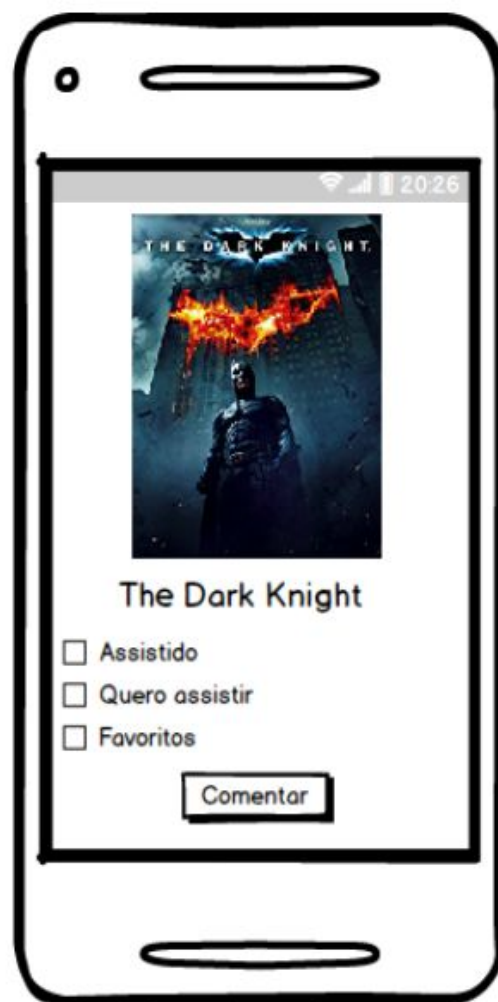 20:26
THE DARK KNIGHT
The Dark Knight
Assistido
Quero assistir
Favoritos
Comentar